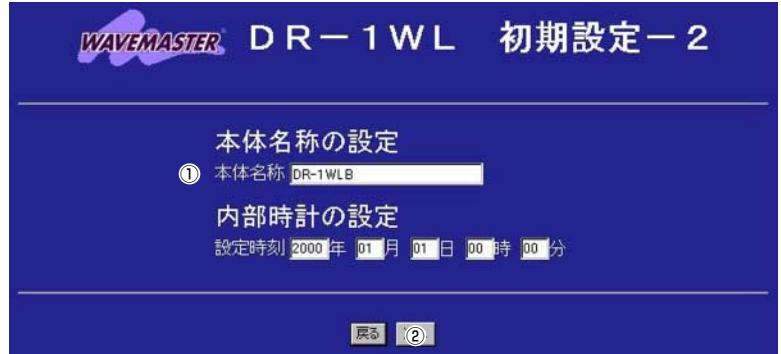 WAVEMASTER DR－1WL 初期設定－2
本体名称の設定
① 本体名称 DR-1WLB
内部時計の設定
設定時刻 2000 年 01 月 01 日 00 時 00 分
戻る ②